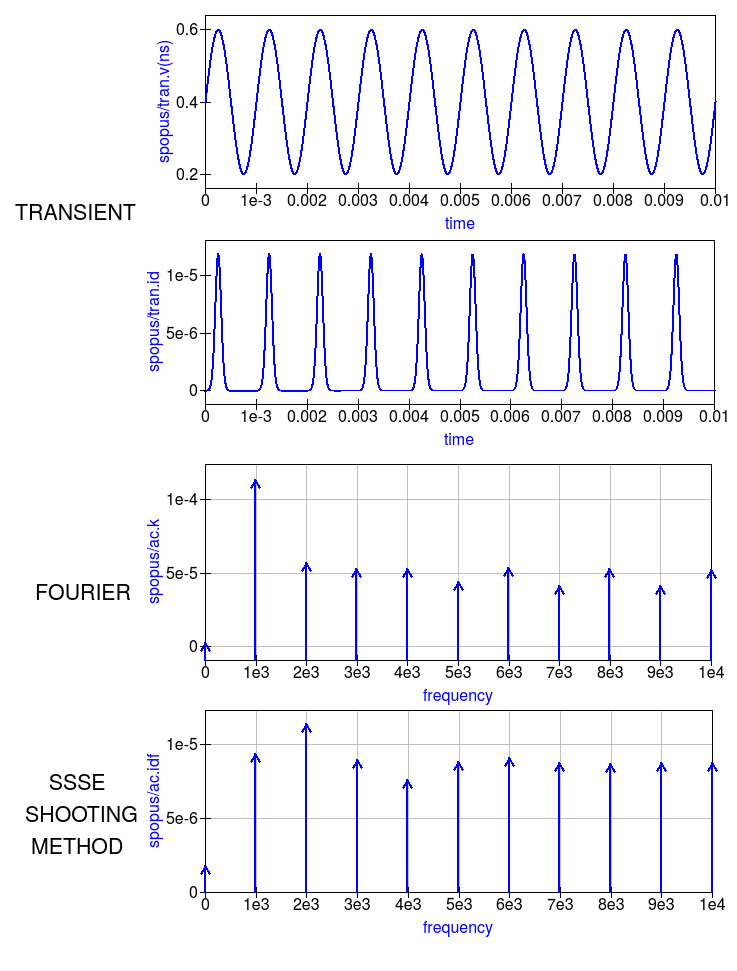 0.6
0.4
0.2
spopus/tran.v(ns)
0 1e-3 0.002 0.003 0.004 0.005 0.006 0.007 0.008 0.009 0.01
time
TRANSIENT
1e-5
5e-6
0
spopus/tran.id
0 1e-3 0.002 0.003 0.004 0.005 0.006 0.007 0.008 0.009 0.01
time
FOURIER
1e-4
5e-5
0
spopus/ac.k
0 1e3 2e3 3e3 4e3 5e3 6e3 7e3 8e3 9e3 1e4
frequency
SSSE
SHOOTING
METHOD
1e-5
5e-6
0
spopus/ac.idf
0 1e3 2e3 3e3 4e3 5e3 6e3 7e3 8e3 9e3 1e4
frequency